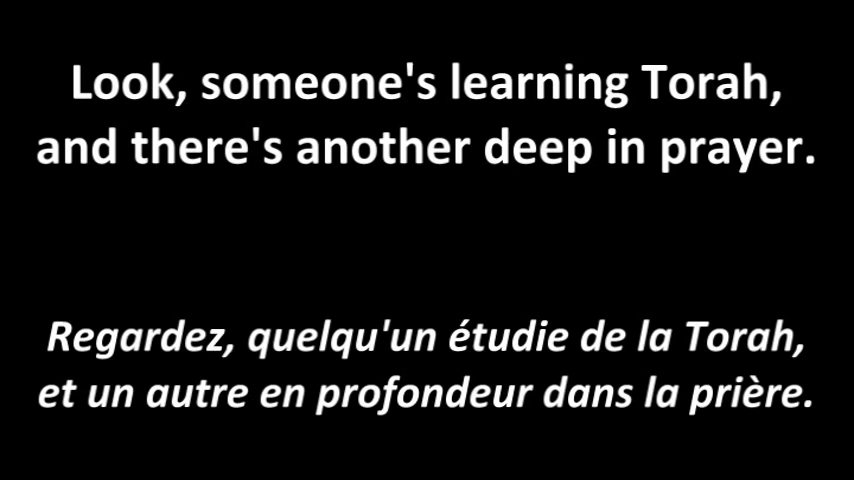 Look, someone's learning Torah,
and there's another deep in prayer.
Regardez, quelqu'un étudie de la Torah,
et un autre en profondeur dans la prière.